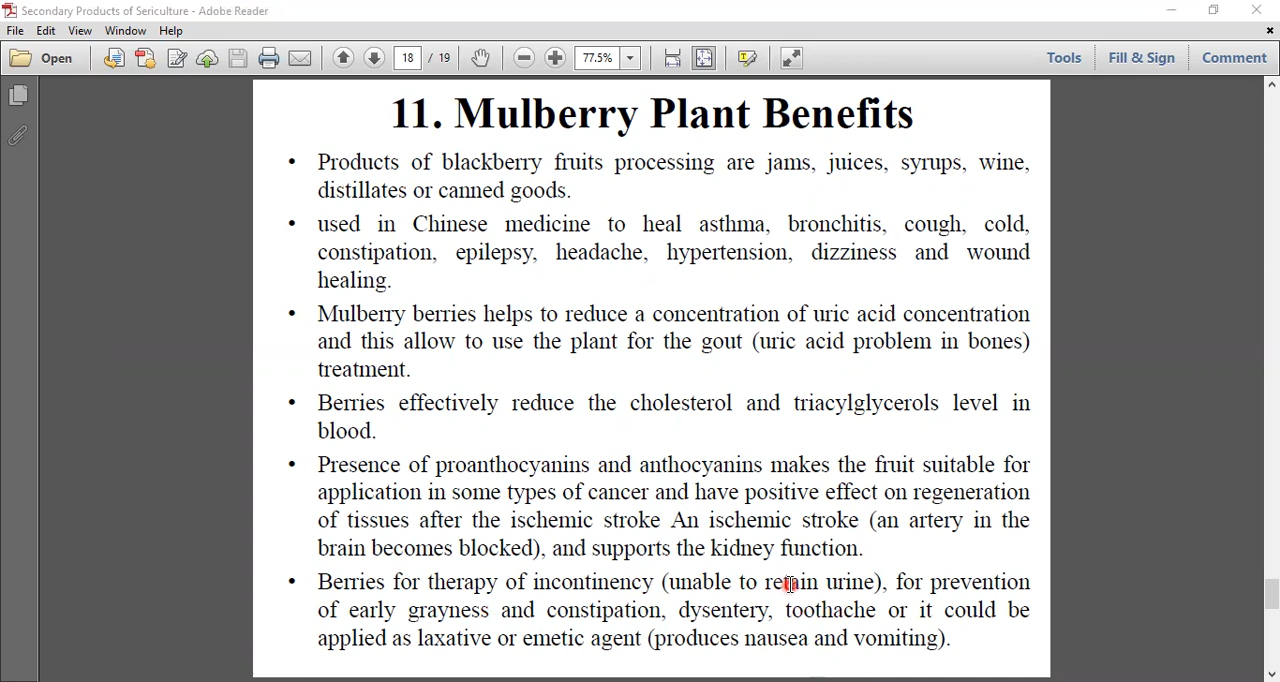 Secondary Products of Sericulture - Adobe Reader
File Edit View Window Help
Open 18 / 19 77.5% Tools Fill & Sign Comment
11. Mulberry Plant Benefits
• Products of blackberry fruits processing are jams, juices, syrups, wine,
distillates or canned goods.
• used in Chinese medicine to heal asthma, bronchitis, cough, cold,
constipation, epilepsy, headache, hypertension, dizziness and wound
healing.
• Mulberry berries helps to reduce a concentration of uric acid concentration
and this allow to use the plant for the gout (uric acid problem in bones)
treatment.
• Berries effectively reduce the cholesterol and triacylglycerols level in
blood.
• Presence of proanthocyanins and anthocyanins makes the fruit suitable for
application in some types of cancer and have positive effect on regeneration
of tissues after the ischemic stroke An ischemic stroke (an artery in the
brain becomes blocked), and supports the kidney function.
• Berries for therapy of incontinency (unable to retain urine), for prevention
of early grayness and constipation, dysentery, toothache or it could be
applied as laxative or emetic agent (produces nausea and vomiting).